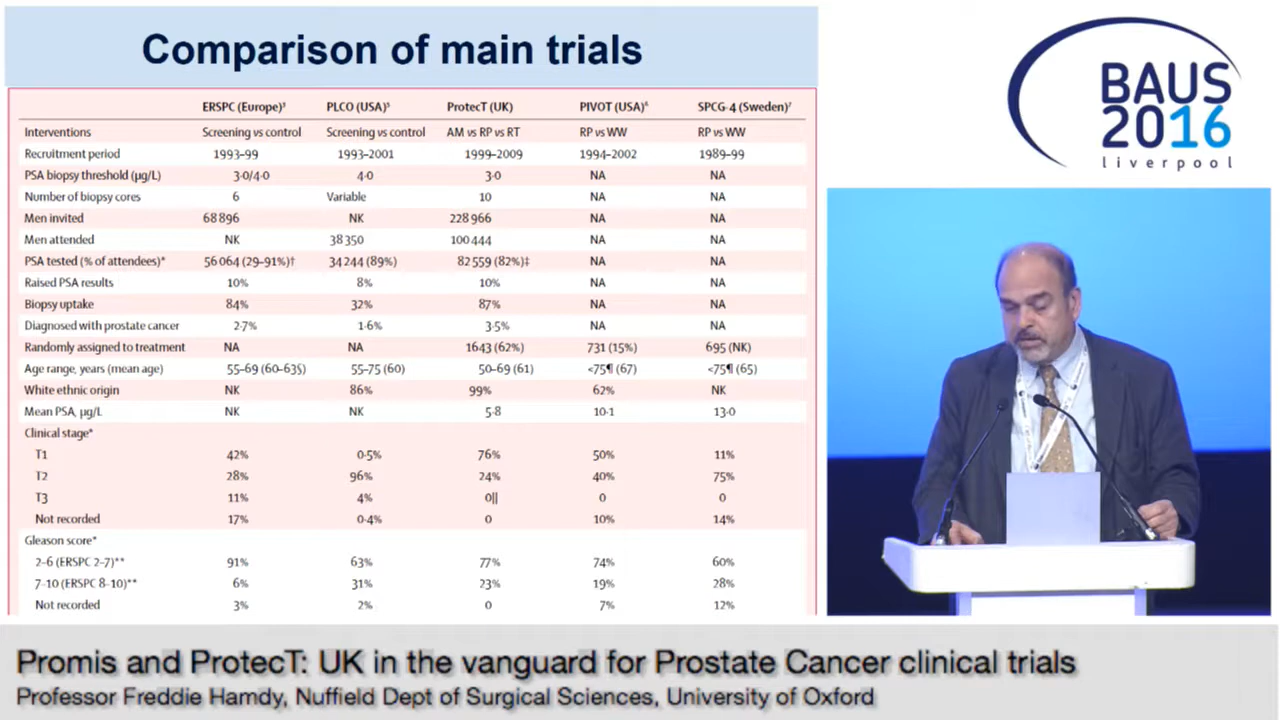 Comparison of main trials
ERSPC (Europe)³ PLCO (USA)⁵ ProtecT (UK) PIVOT (USA)⁶ SPCG-4 (Sweden)⁷
Interventions Screening vs control Screening vs control AM vs RP vs RT RP vs WW RP vs WW
Recruitment period 1993–99 1993–2001 1999–2009 1994–2002 1989–99
PSA biopsy threshold (μg/L) 3·0/4·0 4·0 3·0 NA NA
Number of biopsy cores 6 Variable 10 NA NA
Men invited 68 896 NK 228 966 NA NA
Men attended NK 38 350 100 444 NA NA
PSA tested (% of attendees)* 56 064 (29–91%)† 34 244 (89%) 82 559 (82%)‡ NA NA
Raised PSA results 10% 8% 10% NA NA
Biopsy uptake 84% 32% 87% NA NA
Diagnosed with prostate cancer 2·7% 1·6% 3·5% NA NA
Randomly assigned to treatment NA NA 1643 (62%) 731 (15%) 695 (NK)
Age range, years (mean age) 55–69 (60–63§) 55–75 (60) 50–69 (61) <75¶ (67) <75¶ (65)
White ethnic origin NK 86% 99% 62% NK
Mean PSA, μg/L NK NK 5·8 10·1 13·0
Clinical stage*
T1 42% 0·5% 76% 50% 11%
T2 28% 96% 24% 40% 75%
T3 11% 4% 0|| 0 0
Not recorded 17% 0·4% 0 10% 14%
Gleason score*
2–6 (ERSPC 2–7)** 91% 63% 77% 74% 60%
7–10 (ERSPC 8–10)** 6% 31% 23% 19% 28%
Not recorded 3% 2% 0 7% 12%
BAUS
2016
liverpool
Promis and ProtecT: UK in the vanguard for Prostate Cancer clinical trials
Professor Freddie Hamdy, Nuffield Dept of Surgical Sciences, University of Oxford